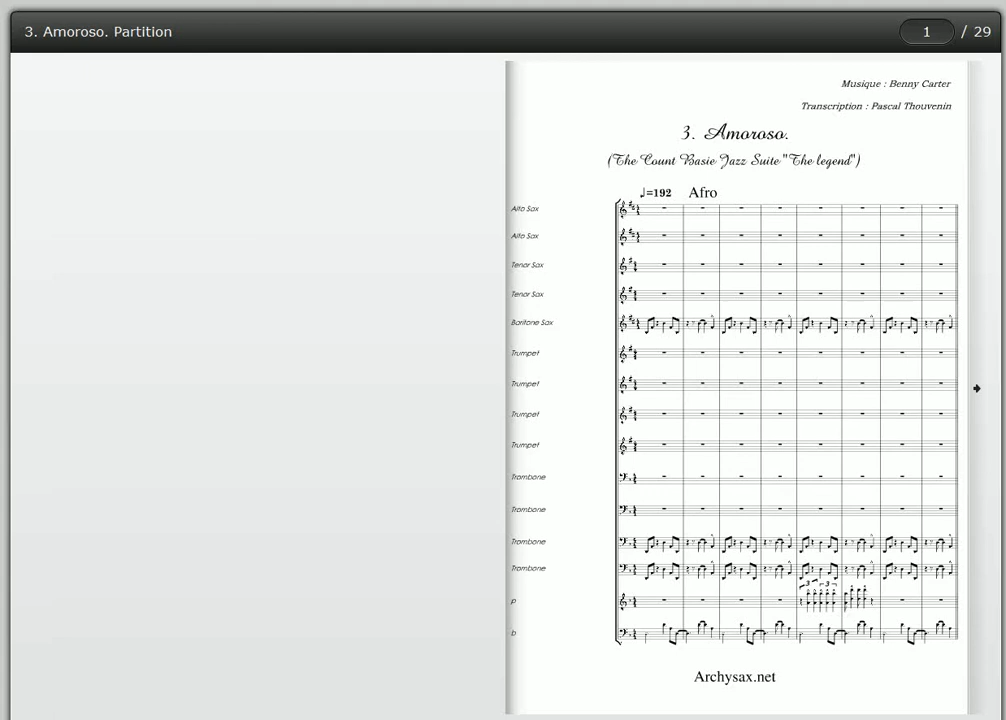 3. Amoroso. Partition
1 / 29
Musique : Benny Carter
Transcription : Pascal Thouvenin
3. Amoroso.
(The Count Basie Jazz Suite "The legend")
♩=192 Afro
Alto Sax
Alto Sax
Tenor Sax
Tenor Sax
Baritone Sax
Trumpet
Trumpet
Trumpet
Trumpet
Trombone
Trombone
Trombone
Trombone
3 3
p
b
Archysax.net